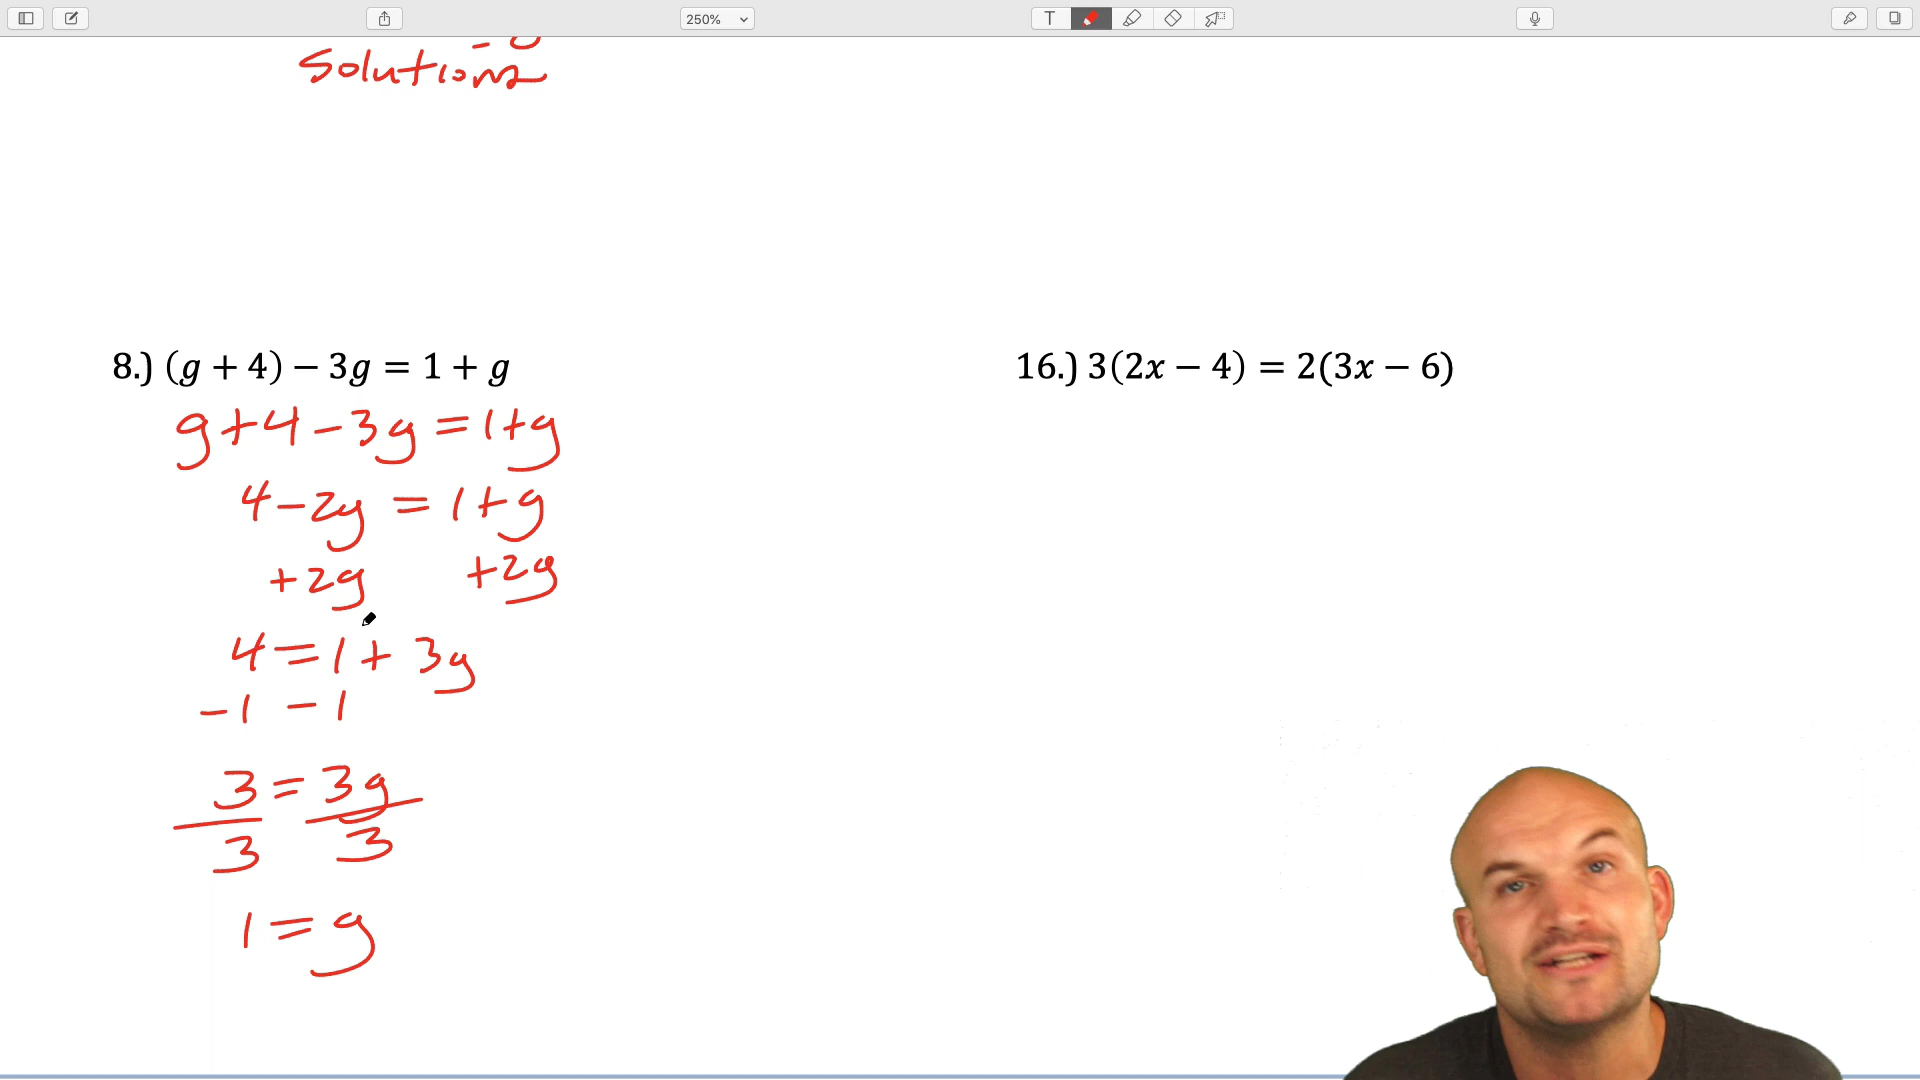 250%
T
Solutions
8.) (g + 4) − 3g = 1 + g
g + 4 − 3g = 1 + g
4 − 2g = 1 + g
+ 2g + 2g
4 = 1 + 3g
− 1 − 1
3 = 3g
3 3
1 = g
16.) 3(2x − 4) = 2(3x − 6)